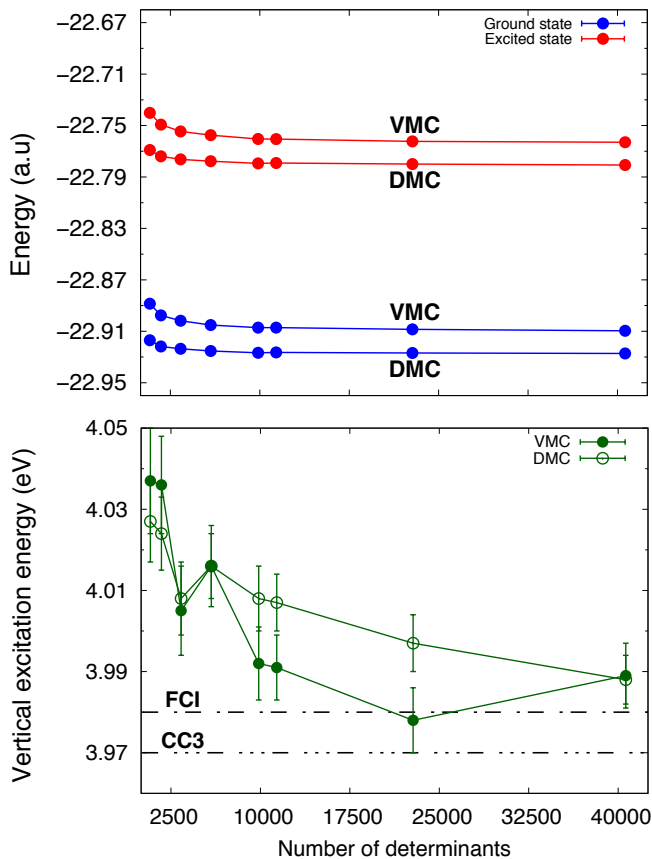 Energy (a.u)
−22.67
−22.71
−22.75
−22.79
−22.83
−22.87
−22.91
−22.95
Ground state
Excited state
VMC
DMC
VMC
DMC
Vertical excitation energy (eV)
4.05
4.03
4.01
3.99
3.97
VMC
DMC
FCI
CC3
2500 10000 17500 25000 32500 40000
Number of determinants